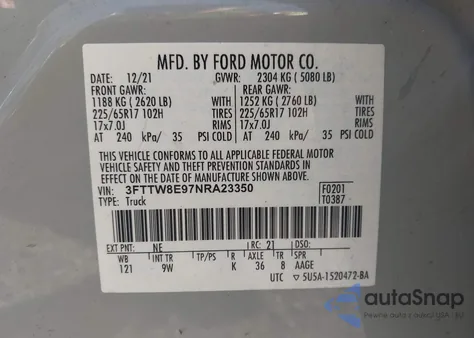 MFD. BY FORD MOTOR CO.
DATE: 12/21 GVWR: 2304 KG (5080 LB)
FRONT GAWR: REAR GAWR:
1188 KG (2620 LB) WITH 1252 KG (2760 LB) WITH
225/65R17 102H TIRES 225/65R17 102H TIRES
17x7.0J RIMS 17x7.0J RIMS
AT 240 kPa/ 35 PSI COLD AT 240 kPa/ 35 PSI COLD
THIS VEHICLE CONFORMS TO ALL APPLICABLE FEDERAL MOTOR
VEHICLE SAFETY AND THEFT PREVENTION STANDARDS IN
EFFECT ON THE DATE OF MANUFACTURE SHOWN ABOVE.
VIN: 3FTTW8E97NRA23350 F0201
TYPE: Truck T0387
EXT PNT: NE RC: 21 DSO:
WB INT TR TP/PS R AXLE TR SPR
121 9W K 36 8 AAGE
UTC ▽ 5U5A-1520472-BA
autoSnap